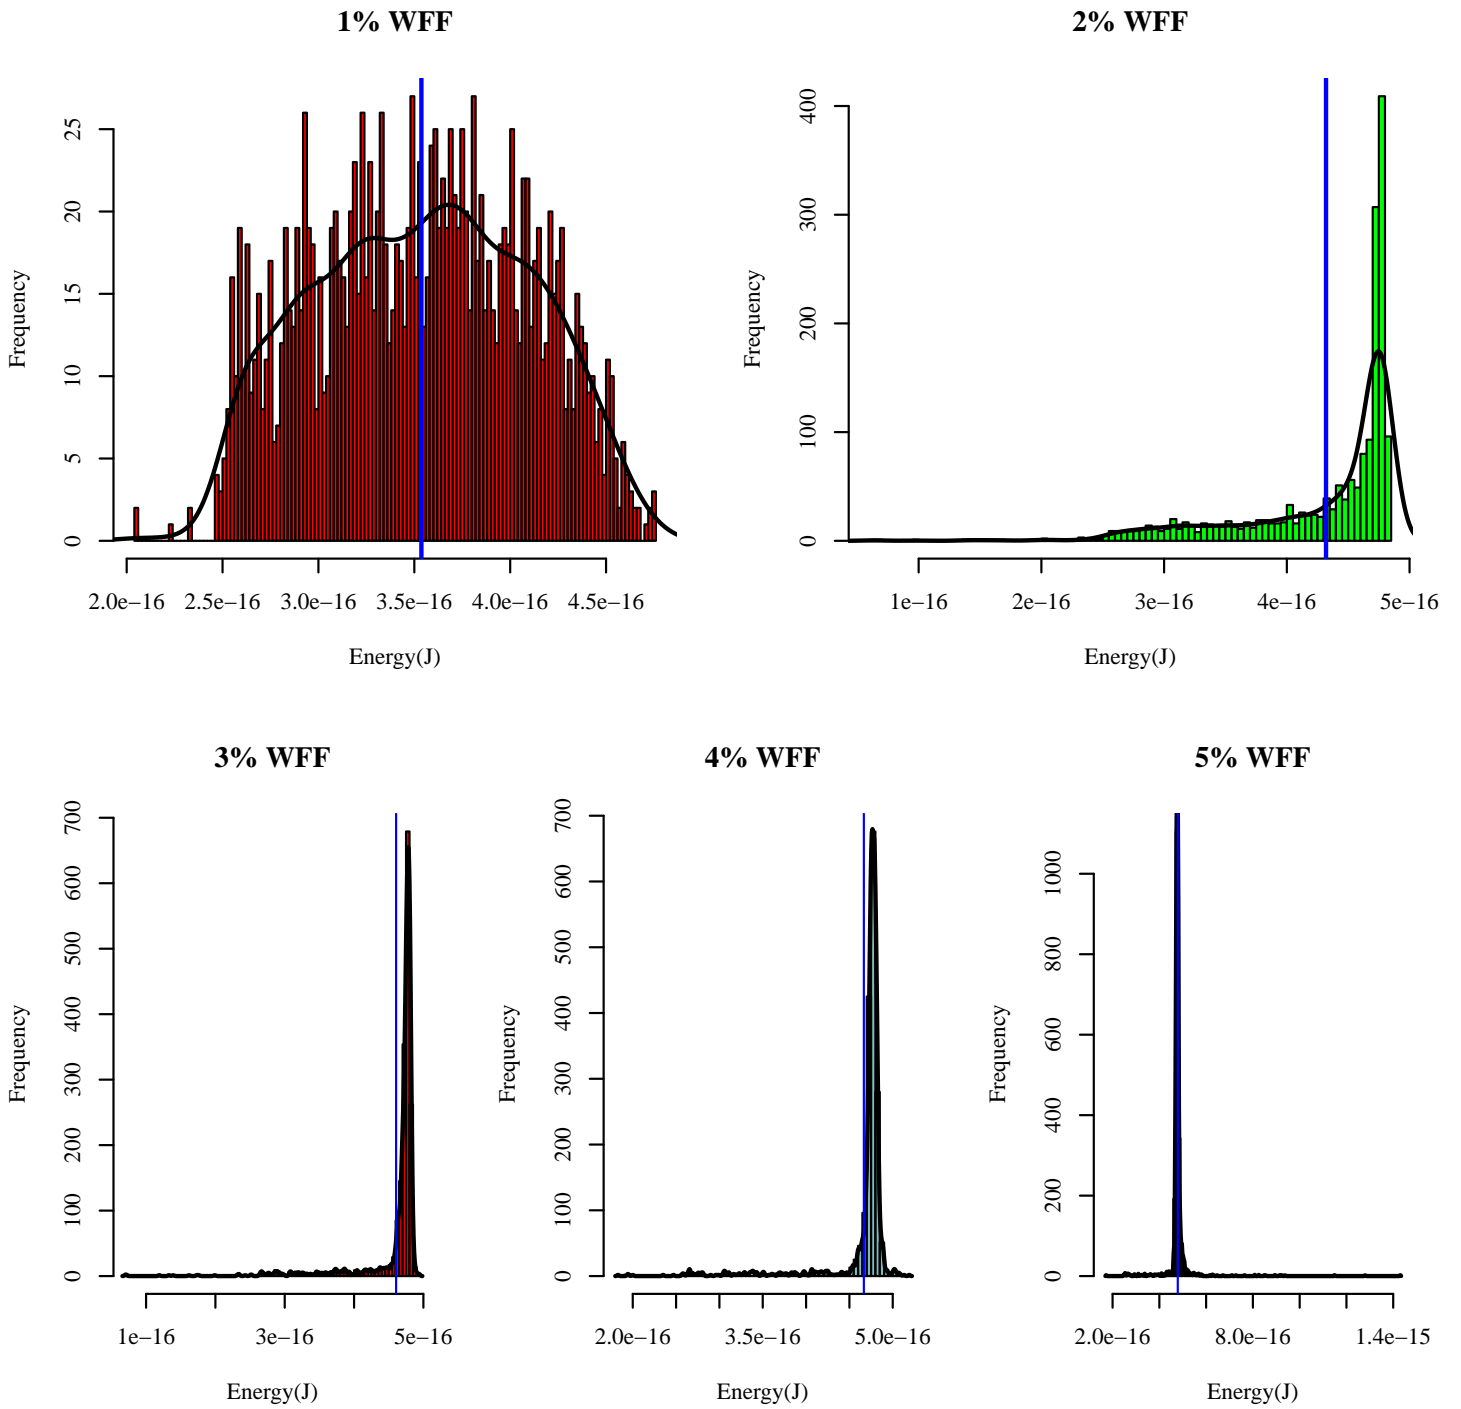 1% WFF
Frequency
0
5
10
15
20
25
2.0e−16 2.5e−16 3.0e−16 3.5e−16 4.0e−16 4.5e−16
Energy(J)
2% WFF
Frequency
0
100
200
300
400
1e−16 2e−16 3e−16 4e−16 5e−16
Energy(J)
3% WFF
Frequency
0
100
200
300
400
500
600
700
1e−16 3e−16 5e−16
Energy(J)
4% WFF
Frequency
0
100
200
300
400
500
600
700
2.0e−16 3.5e−16 5.0e−16
Energy(J)
5% WFF
Frequency
0
200
400
600
800
1000
2.0e−16 8.0e−16 1.4e−15
Energy(J)